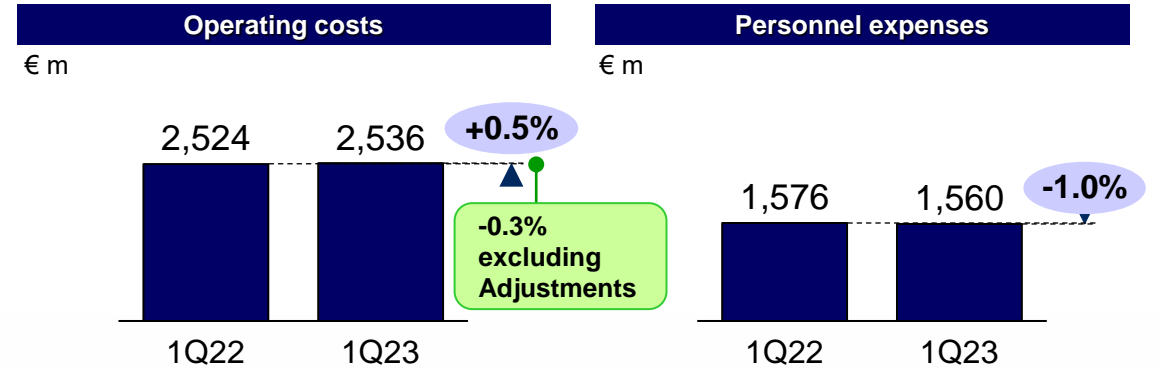 Operating costs
€ m
2,524
2,536
+0.5%
-0.3%
excluding
Adjustments
1Q22
1Q23
Personnel expenses
€ m
1,576
1,560
-1.0%
1Q22
1Q23